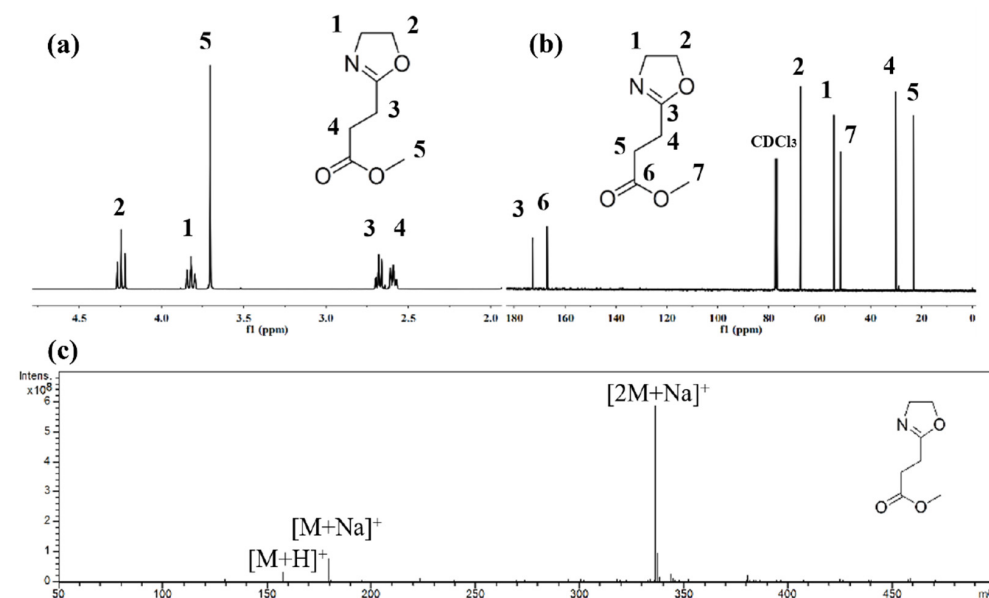 (a)
5
1
2
N
O
3
4
5
O
O
2
1
3
4
4.5
4.0
3.5
3.0
2.5
2.0
f1 (ppm)
(b)
1
2
N
O
3
5
4
6
7
O
O
3
6
CDCl₃
2
1
7
4
5
180
160
140
120
100
80
60
40
20
0
f1 (ppm)
(c)
Intens.
x10⁸
6
5
4
3
2
1
0
[M+H]⁺
[M+Na]⁺
[2M+Na]⁺
N
O
O
O
50
100
150
200
250
300
350
400
450